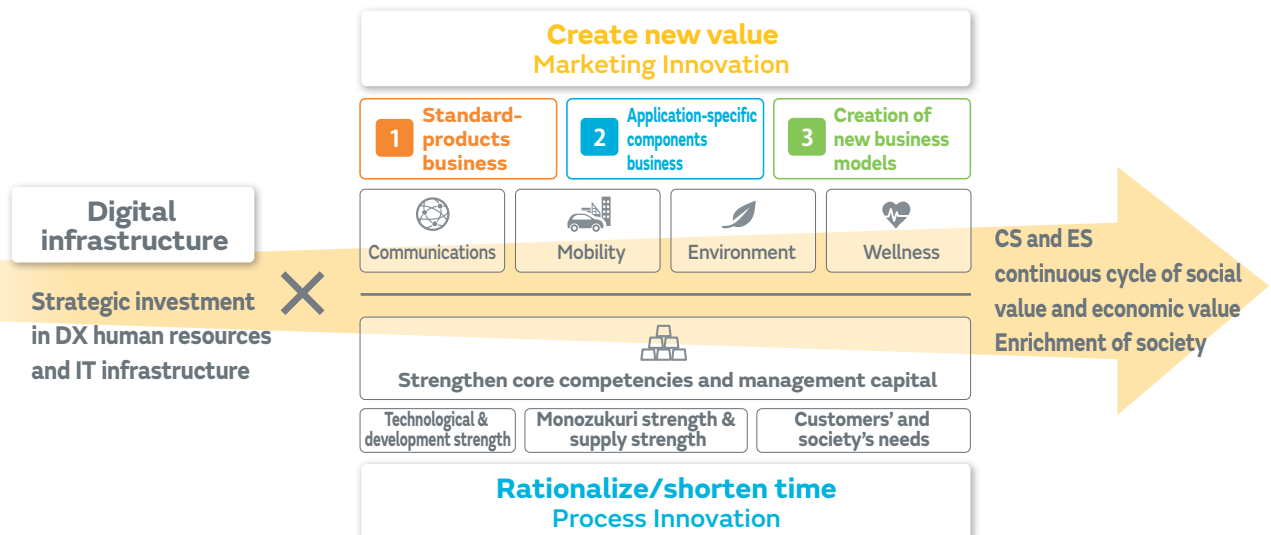 Create new value
Marketing Innovation
1
Standard-
products
business
2
Application-specific
components
business
3
Creation of
new business
models
Digital
infrastructure
Strategic investment
in DX human resources
and IT infrastructure
Communications
Mobility
Environment
Wellness
CS and ES
continuous cycle of social
value and economic value
Enrichment of society
Strengthen core competencies and management capital
Technological &
development strength
Monozukuri strength &
supply strength
Customers’ and
society’s needs
Rationalize/shorten time
Process Innovation